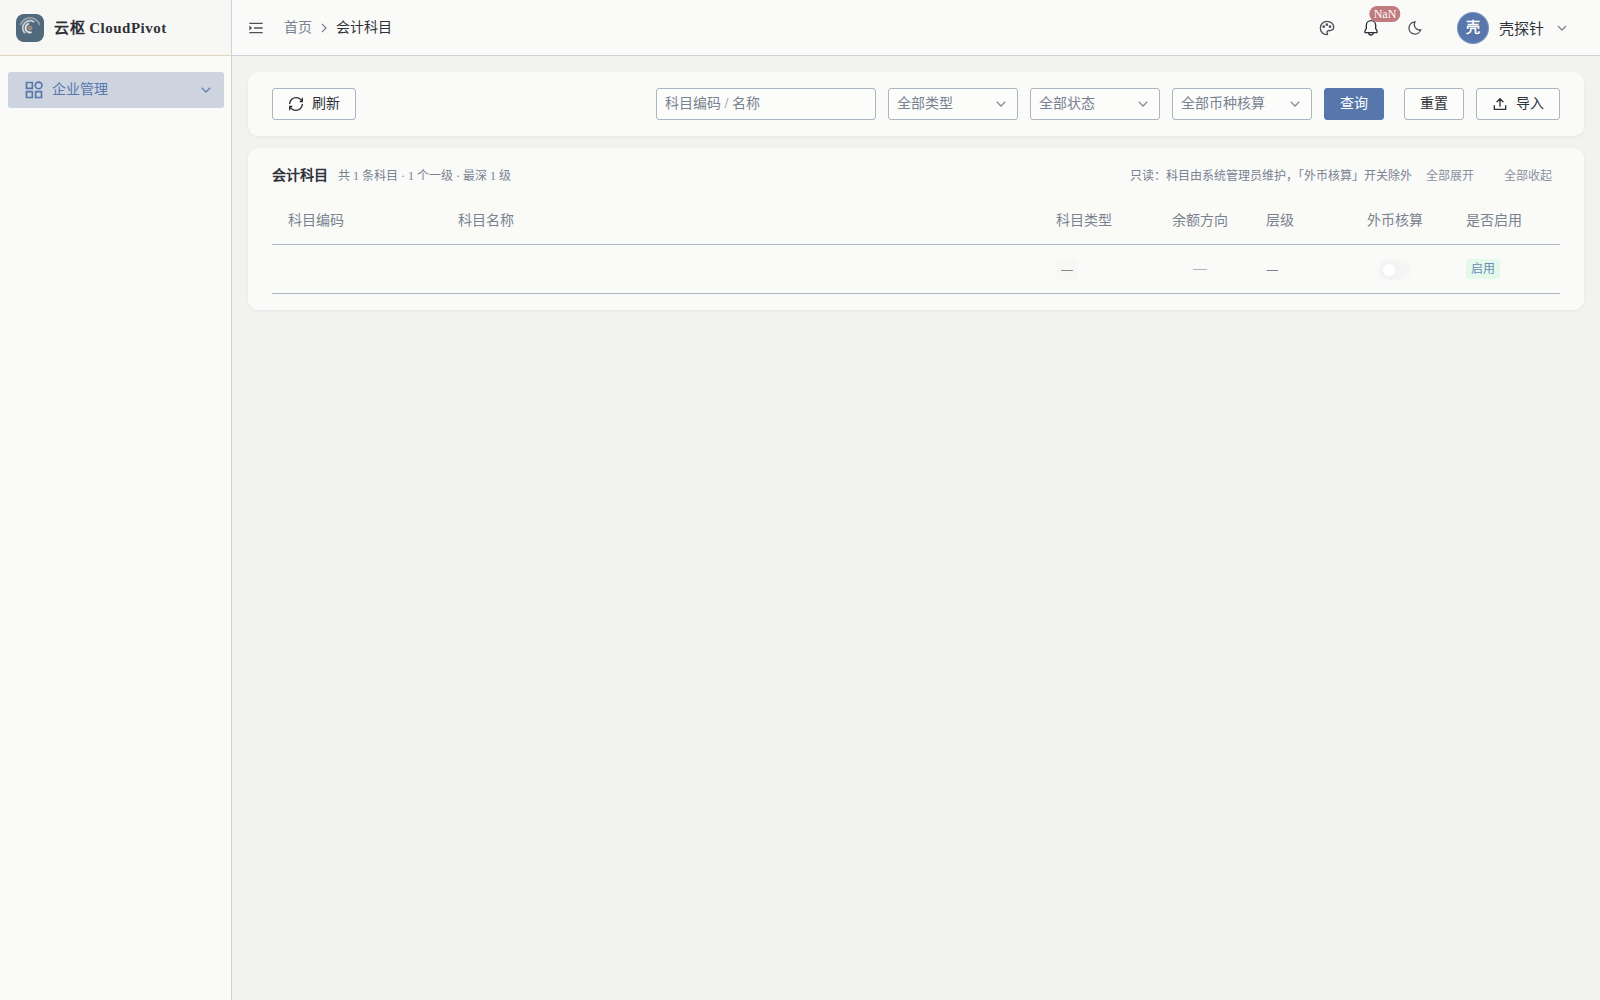 云枢 CloudPivot
首页 > 会计科目
NaN
壳 壳探针
企业管理
刷新
科目编码 / 名称
全部类型
全部状态
全部币种核算
查询
重置
导入
会计科目 共 1 条科目 · 1 个一级 · 最深 1 级
只读：科目由系统管理员维护，「外币核算」开关除外 全部展开 全部收起
科目编码 科目名称 科目类型 余额方向 层级 外币核算 是否启用
— — — 启用